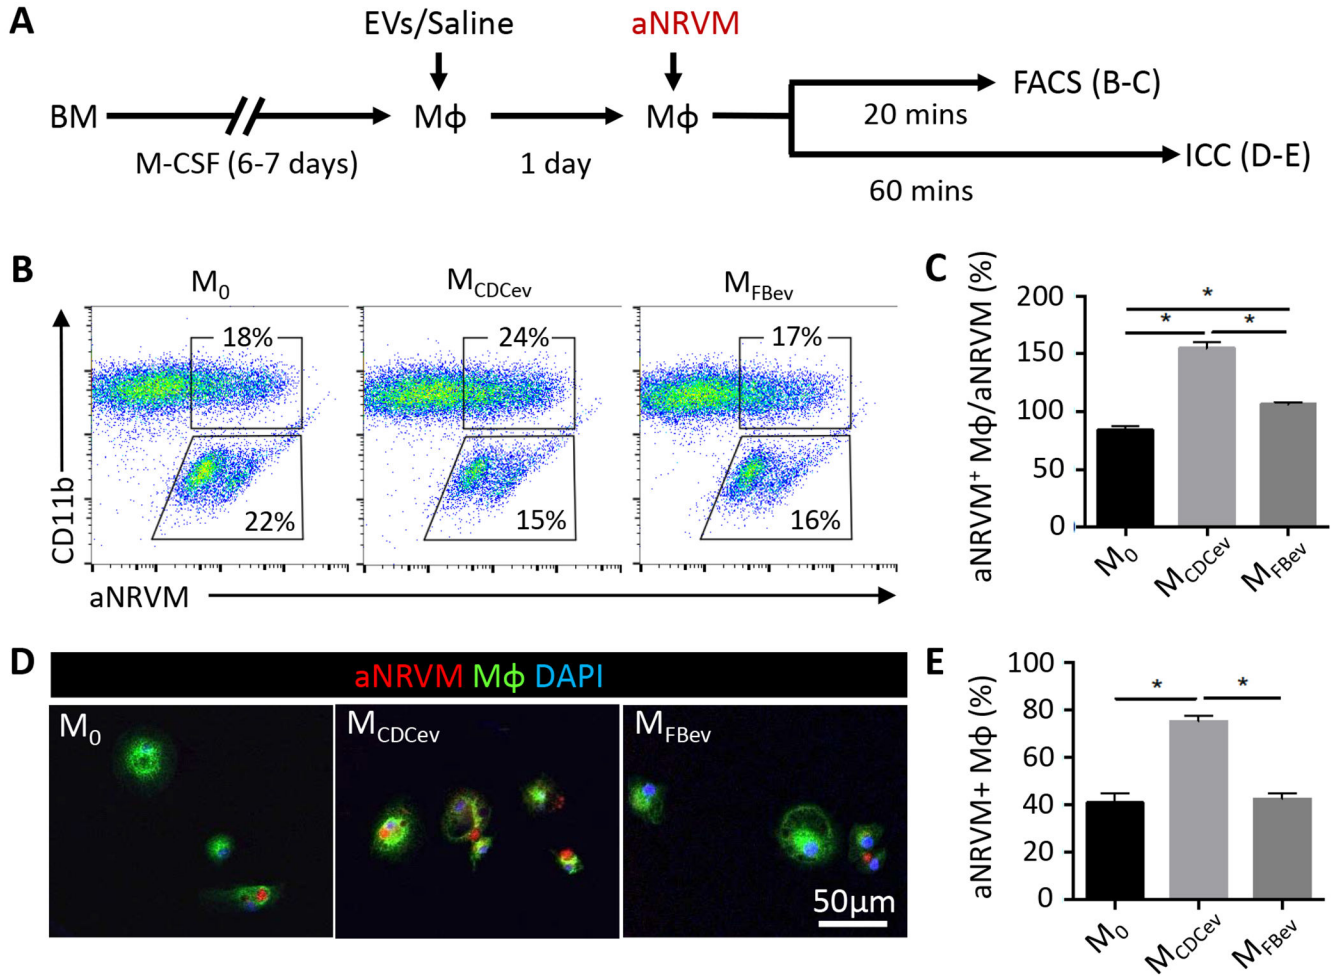 A
EVs/Saline
aNRVM
BM
Mϕ
Mϕ
M-CSF (6-7 days)
1 day
20 mins
FACS (B-C)
60 mins
ICC (D-E)
B
M0
MCDCev
MFBev
18%
24%
17%
22%
15%
16%
CD11b
aNRVM
C
aNRVM+ Mϕ/aNRVM (%)
200
150
100
50
0
* * *
M0
MCDCev
MFBev
D
aNRVM Mϕ DAPI
M0
MCDCev
MFBev
50µm
E
aNRVM+ Mϕ (%)
100
80
60
40
20
0
* *
M0
MCDCev
MFBev